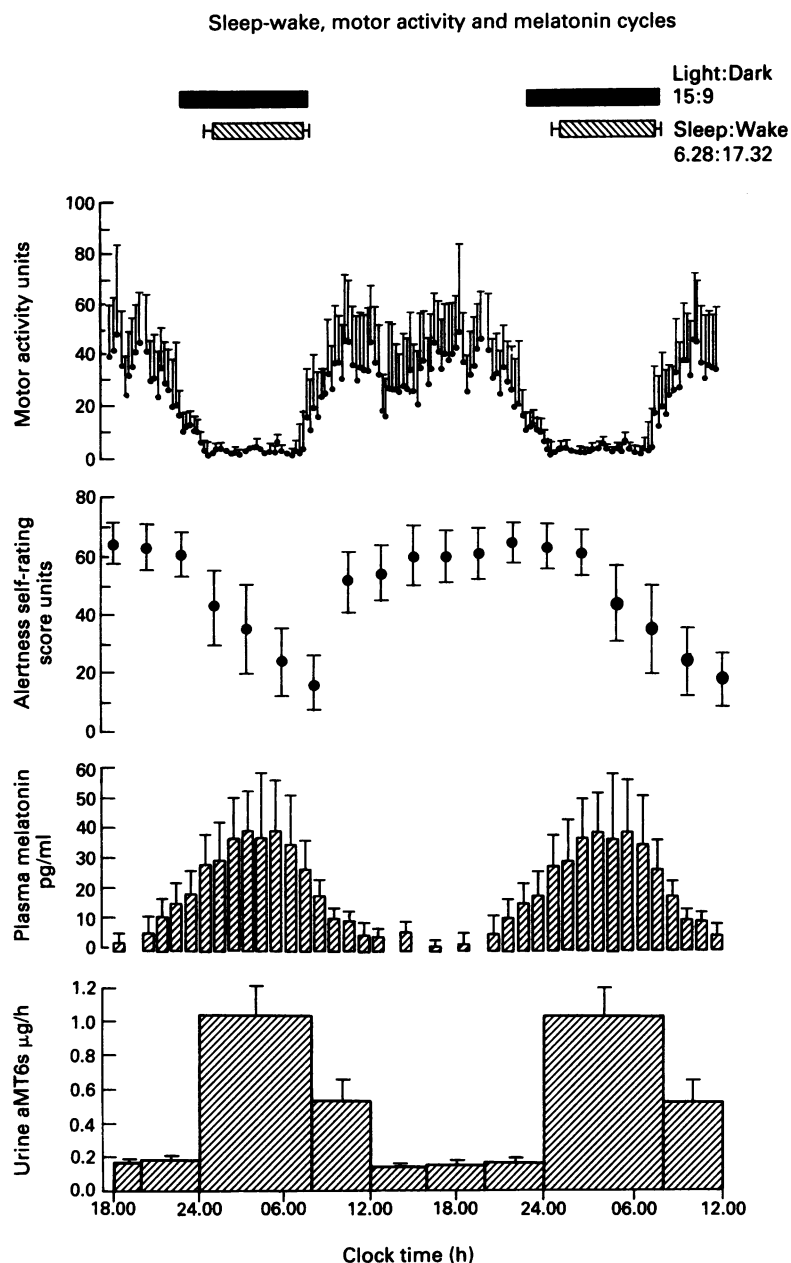 Sleep-wake, motor activity and melatonin cycles
Light:Dark
15:9
Sleep:Wake
6.28:17.32
Motor activity units
100
80
60
40
20
0
Alertness self-rating
score units
80
60
40
20
0
Plasma melatonin
pg/ml
60
50
40
30
20
10
0
Urine aMT6s μg/h
1.2
1.0
0.8
0.6
0.4
0.2
0.0
18.00 24.00 06.00 12.00 18.00 24.00 06.00 12.00
Clock time (h)